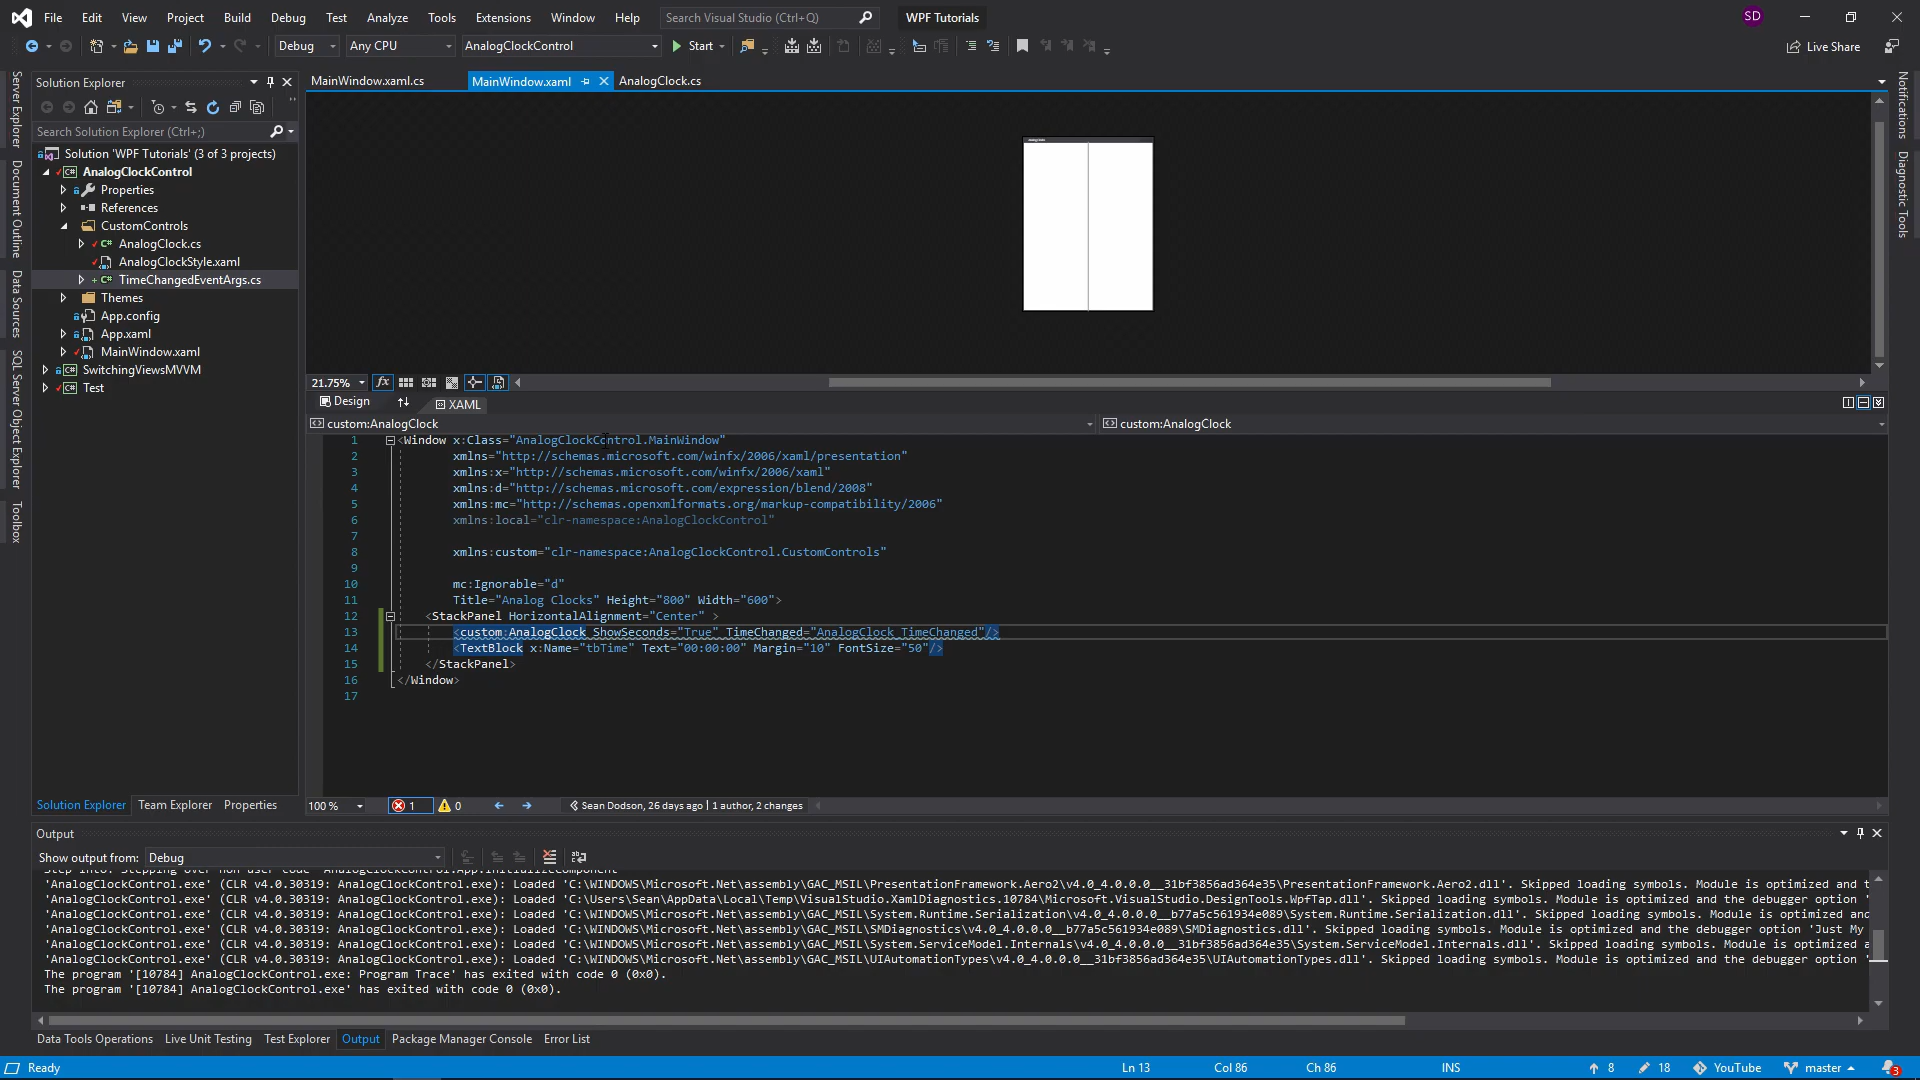 File Edit View Project Build Debug Test Analyze Tools Extensions Window Help Search Visual Studio (Ctrl+Q) WPF Tutorials SD
Debug Any CPU AnalogClockControl Start Live Share
Server Explorer
Document Outline
Data Sources
SQL Server Object Explorer
Toolbox
Solution Explorer
Search Solution Explorer (Ctrl+;)
Solution 'WPF Tutorials' (3 of 3 projects)
AnalogClockControl
Properties
References
CustomControls
AnalogClock.cs
AnalogClockStyle.xaml
TimeChangedEventArgs.cs
Themes
App.config
App.xaml
MainWindow.xaml
SwitchingViewsMVVM
Test
Solution Explorer Team Explorer Properties
MainWindow.xaml.cs MainWindow.xaml AnalogClock.cs
21.75% fx
Design XAML
custom:AnalogClock custom:AnalogClock
1 <Window x:Class="AnalogClockControl.MainWindow"
2 xmlns="http://schemas.microsoft.com/winfx/2006/xaml/presentation"
3 xmlns:x="http://schemas.microsoft.com/winfx/2006/xaml"
4 xmlns:d="http://schemas.microsoft.com/expression/blend/2008"
5 xmlns:mc="http://schemas.openxmlformats.org/markup-compatibility/2006"
6 xmlns:local="clr-namespace:AnalogClockControl"
7
8 xmlns:custom="clr-namespace:AnalogClockControl.CustomControls"
9
10 mc:Ignorable="d"
11 Title="Analog Clocks" Height="800" Width="600">
12 <StackPanel HorizontalAlignment="Center" >
13 <custom:AnalogClock ShowSeconds="True" TimeChanged="AnalogClock_TimeChanged"/>
14 <TextBlock x:Name="tbTime" Text="00:00:00" Margin="10" FontSize="50"/>
15 </StackPanel>
16 </Window>
17
100 % 1 0 Sean Dodson, 26 days ago | 1 author, 2 changes
Notifications
Diagnostic Tools
Output
Show output from: Debug
'AnalogClockControl.exe' (CLR v4.0.30319: AnalogClockControl.exe): Loaded 'C:\WINDOWS\Microsoft.Net\assembly\GAC_MSIL\PresentationFramework.Aero2\v4.0_4.0.0.0__31bf3856ad364e35\PresentationFramework.Aero2.dll'. Skipped loading symbols. Module is optimized and t
'AnalogClockControl.exe' (CLR v4.0.30319: AnalogClockControl.exe): Loaded 'C:\Users\Sean\AppData\Local\Temp\VisualStudio.XamlDiagnostics.10784\Microsoft.VisualStudio.DesignTools.WpfTap.dll'. Skipped loading symbols. Module is optimized and the debugger option '
'AnalogClockControl.exe' (CLR v4.0.30319: AnalogClockControl.exe): Loaded 'C:\WINDOWS\Microsoft.Net\assembly\GAC_MSIL\System.Runtime.Serialization\v4.0_4.0.0.0__b77a5c561934e089\System.Runtime.Serialization.dll'. Skipped loading symbols. Module is optimized and
'AnalogClockControl.exe' (CLR v4.0.30319: AnalogClockControl.exe): Loaded 'C:\WINDOWS\Microsoft.Net\assembly\GAC_MSIL\SMDiagnostics\v4.0_4.0.0.0__b77a5c561934e089\SMDiagnostics.dll'. Skipped loading symbols. Module is optimized and the debugger option 'Just My
'AnalogClockControl.exe' (CLR v4.0.30319: AnalogClockControl.exe): Loaded 'C:\WINDOWS\Microsoft.Net\assembly\GAC_MSIL\System.ServiceModel.Internals\v4.0_4.0.0.0__31bf3856ad364e35\System.ServiceModel.Internals.dll'. Skipped loading symbols. Module is optimized a
'AnalogClockControl.exe' (CLR v4.0.30319: AnalogClockControl.exe): Loaded 'C:\WINDOWS\Microsoft.Net\assembly\GAC_MSIL\UIAutomationTypes\v4.0_4.0.0.0__31bf3856ad364e35\UIAutomationTypes.dll'. Skipped loading symbols. Module is optimized and the debugger option '
The program '[10784] AnalogClockControl.exe: Program Trace' has exited with code 0 (0x0).
The program '[10784] AnalogClockControl.exe' has exited with code 0 (0x0).
Data Tools Operations Live Unit Testing Test Explorer Output Package Manager Console Error List
Ready Ln 13 Col 86 Ch 86 INS 8 18 YouTube master 3